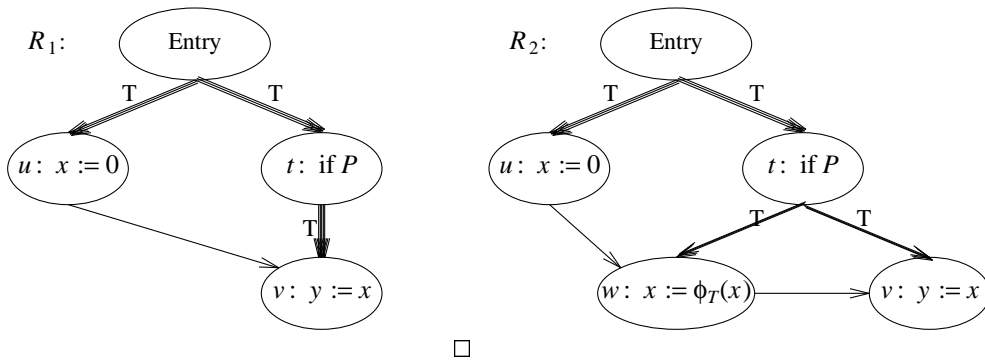 R1: Entry R2: Entry
T T T T
u: x := 0 t: if P u: x := 0 t: if P
T T T
v: y := x w: x := ϕT(x) v: y := x